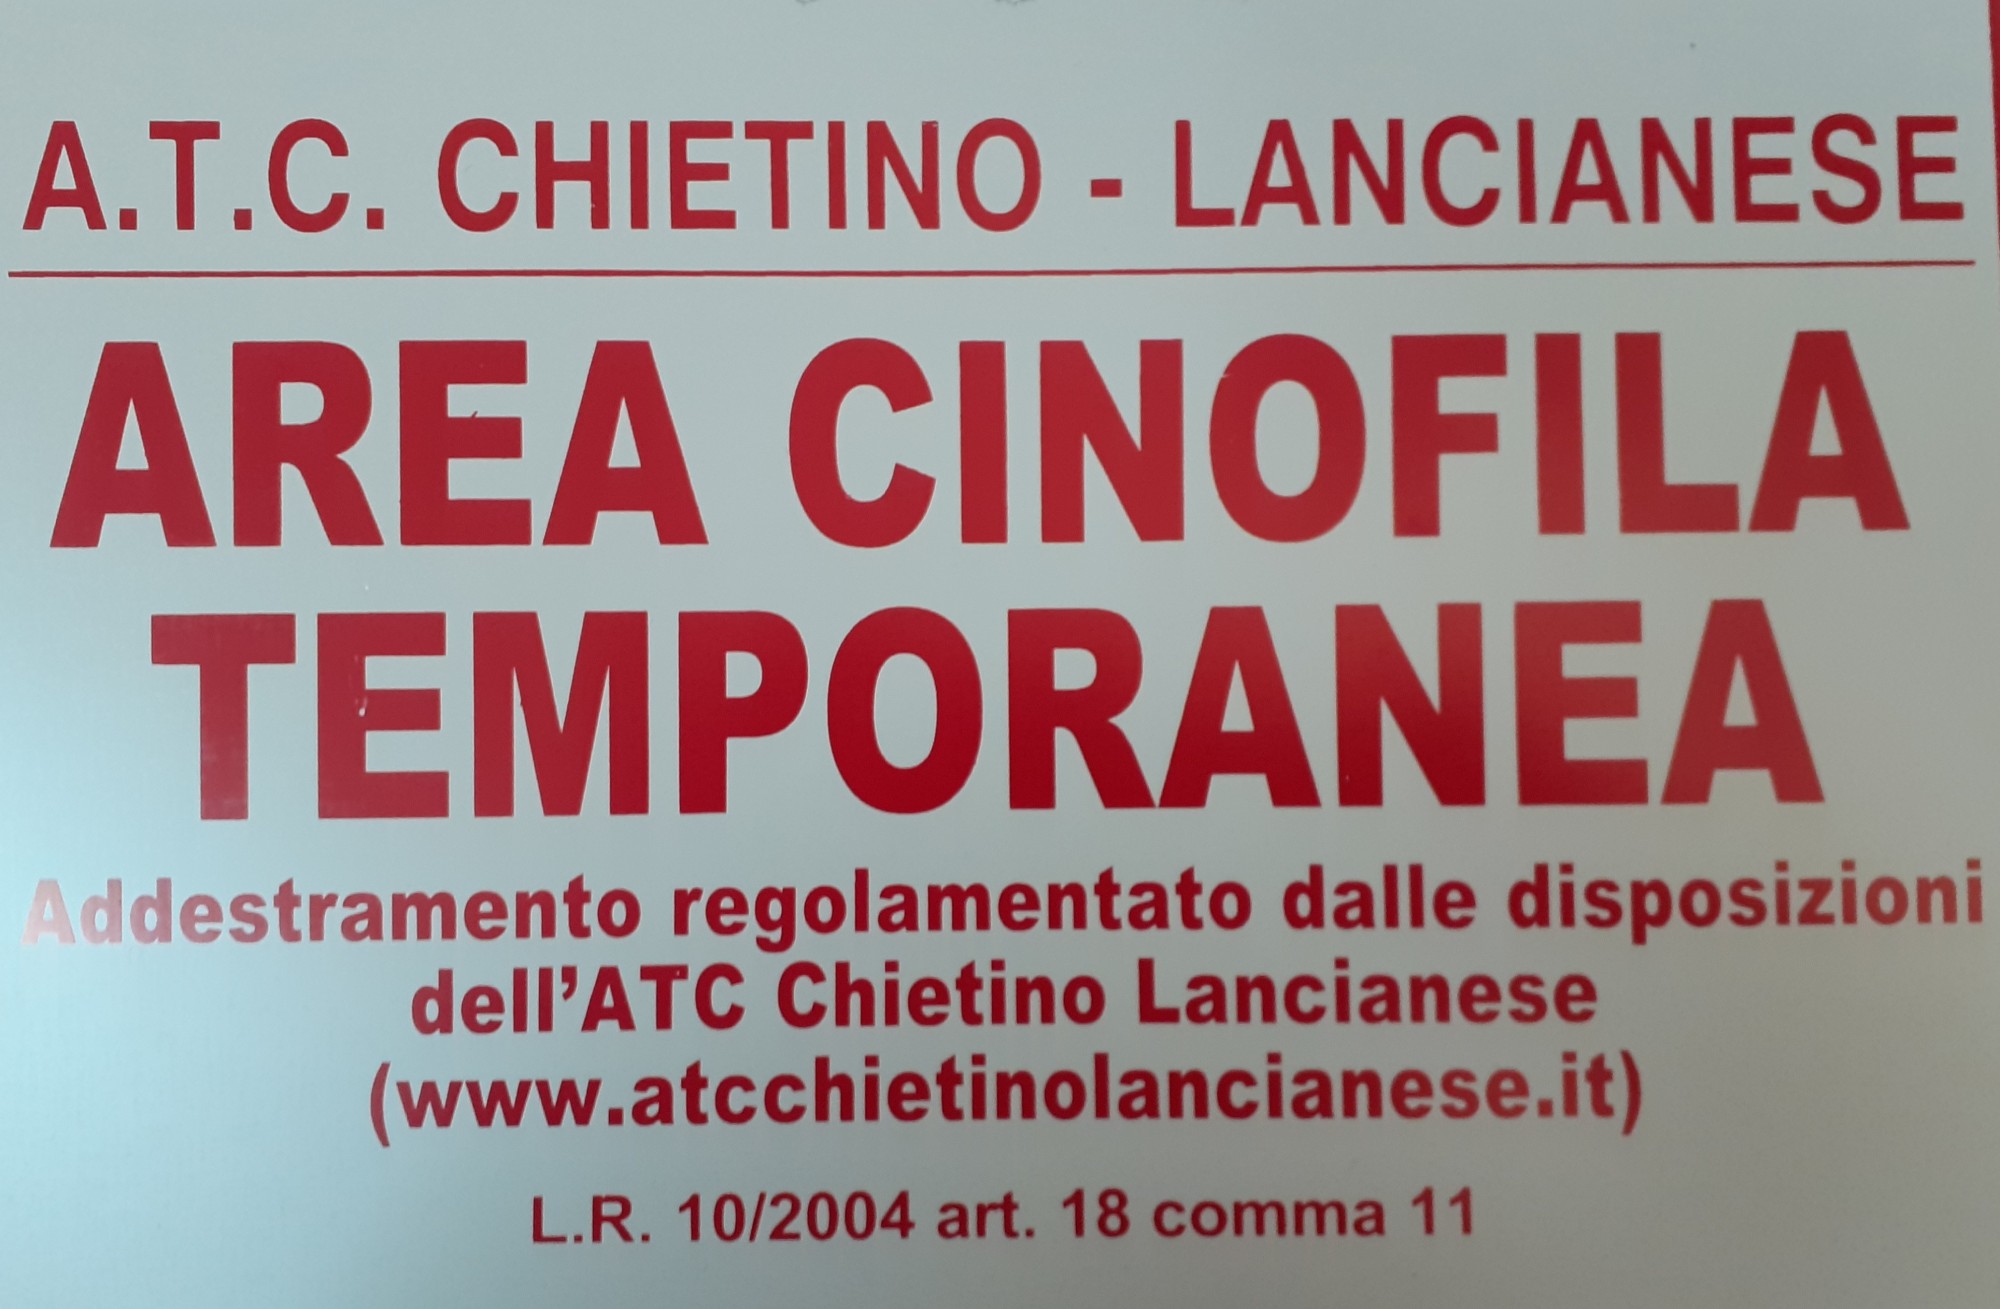 A.T.C. CHIETINO - LANCIANESE
AREA CINOFILA
TEMPORANEA
Addestramento regolamentato dalle disposizioni
dell'ATC Chietino Lancianese
(www.atcchietinolancianese.it)
L.R. 10/2004 art. 18 comma 11